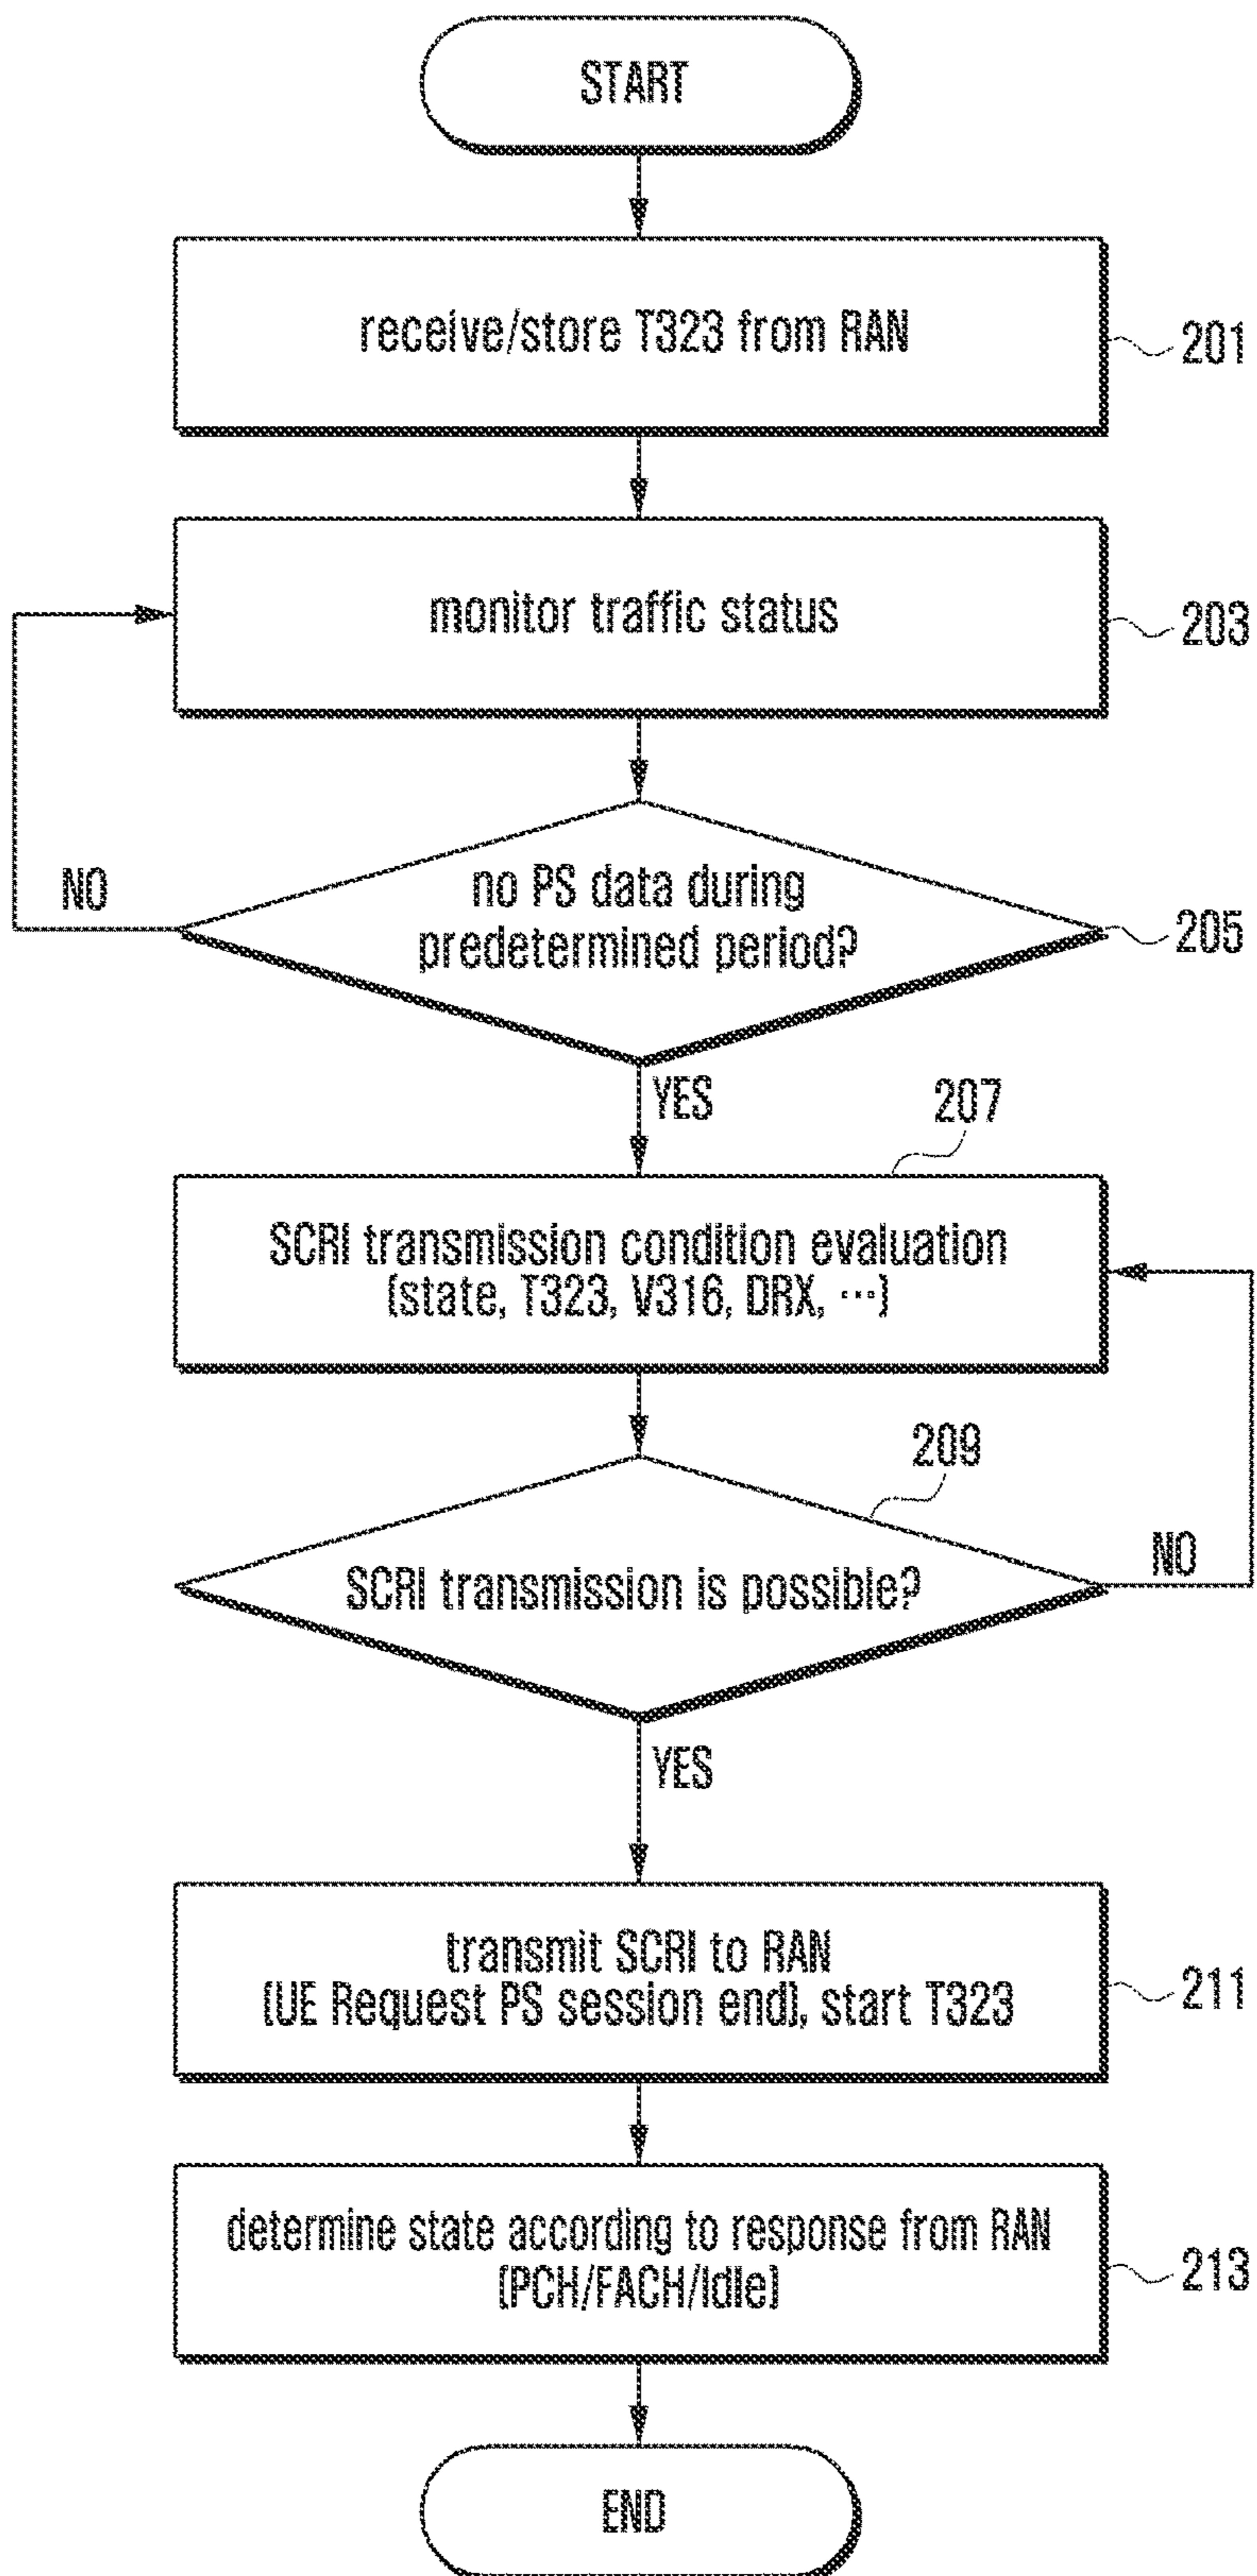 START
receive/store T323 from RAN
201
monitor traffic status
203
NO
no PS data during
predetermined period?
205
YES
207
SCRI transmission condition evaluation
(state, T323, V316, DRX, ···)
209
SCRI transmission is possible?
NO
YES
transmit SCRI to RAN
(UE Request PS session end), start T323
211
determine state according to response from RAN
(PCH/FACH/Idle)
213
END